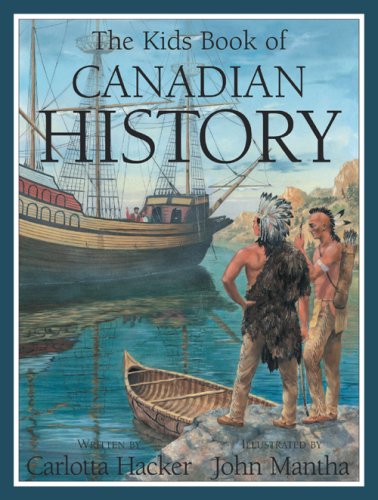 The Kids Book of
CANADIAN
HISTORY
WRITTEN BY ILLUSTRATED BY
Carlotta Hacker John Mantha